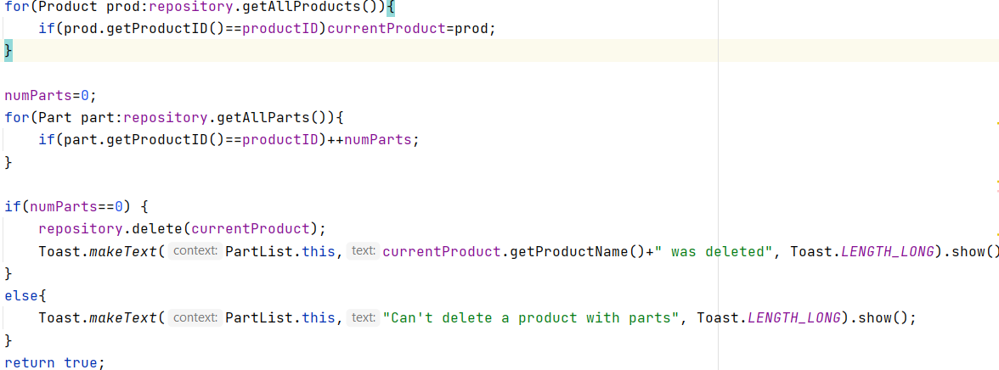 for(Product prod:repository.getAllProducts()){
    if(prod.getProductID()==productID)currentProduct=prod;
}
numParts=0;
for(Part part:repository.getAllParts()){
    if(part.getProductID()==productID)++numParts;
}
if(numParts==0) {
    repository.delete(currentProduct);
    Toast.makeText( context: PartList.this, text: currentProduct.getProductName()+" was deleted", Toast.LENGTH_LONG).show()
}
else{
    Toast.makeText( context: PartList.this, text: "Can't delete a product with parts", Toast.LENGTH_LONG).show();
}
return true;